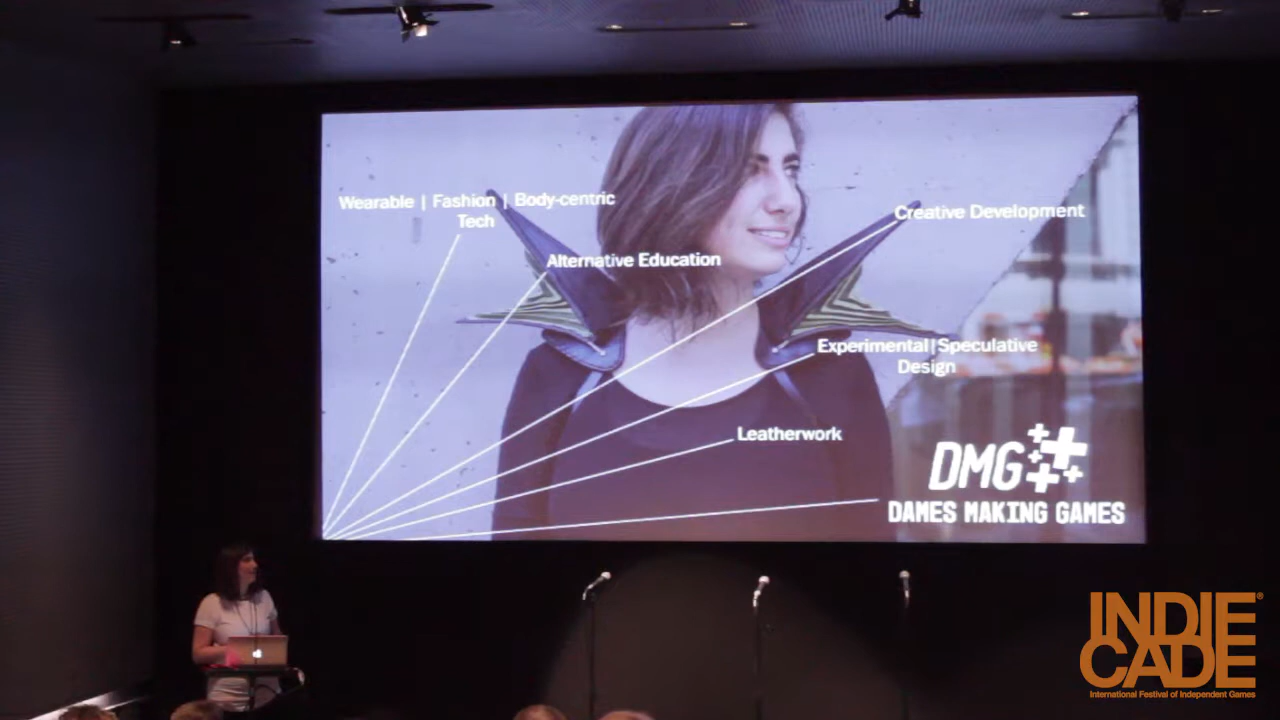 Wearable | Fashion | Body-centric
Tech
Creative Development
Alternative Education
Experimental|Speculative
Design
Leatherwork
DMG
DAMES MAKING GAMES
INDIE
CADE
International Festival of Independent Games